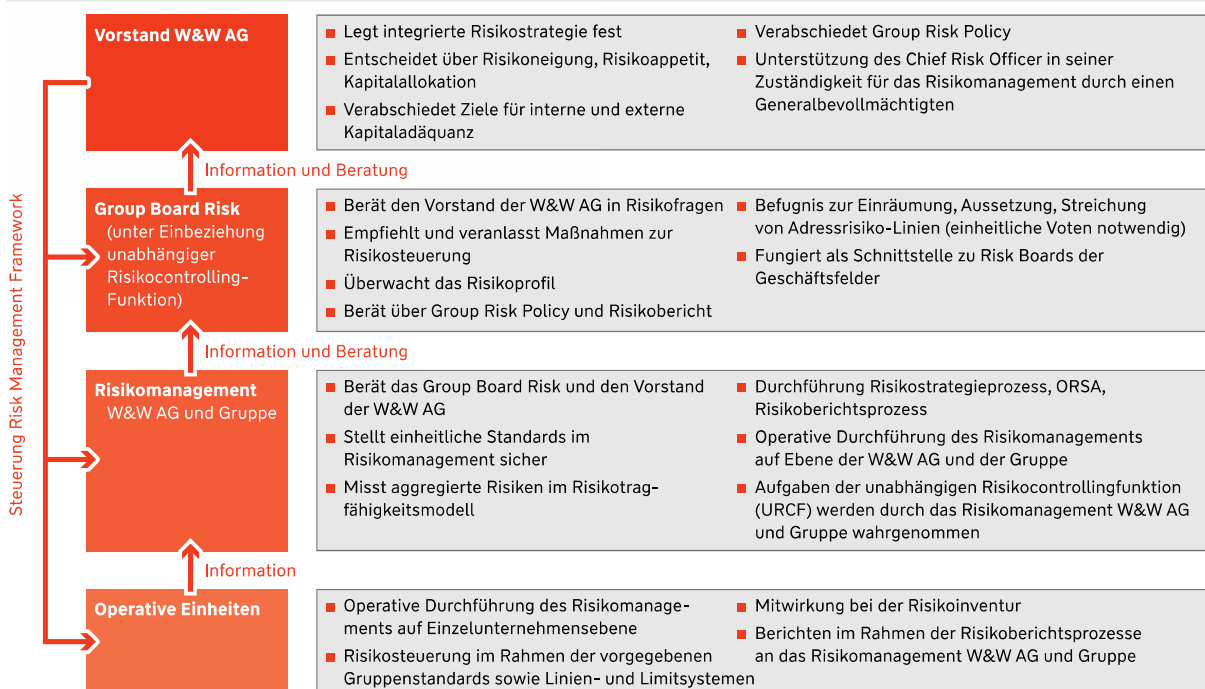 Steuerung Risk Management Framework
Vorstand W&W AG
Legt integrierte Risikostrategie fest
Entscheidet über Risikoneigung, Risikoappetit,
Kapitalallokation
Verabschiedet Ziele für interne und externe
Kapitaladäquanz
Verabschiedet Group Risk Policy
Unterstützung des Chief Risk Officer in seiner
Zuständigkeit für das Risikomanagement durch einen
Generalbevollmächtigten
Information und Beratung
Group Board Risk
(unter Einbeziehung
unabhängiger
Risikocontrolling-
Funktion)
Berät den Vorstand der W&W AG in Risikofragen
Empfiehlt und veranlasst Maßnahmen zur
Risikosteuerung
Überwacht das Risikoprofil
Berät über Group Risk Policy und Risikobericht
Befugnis zur Einräumung, Aussetzung, Streichung
von Adressrisiko-Linien (einheitliche Voten notwendig)
Fungiert als Schnittstelle zu Risk Boards der
Geschäftsfelder
Information und Beratung
Risikomanagement
W&W AG und Gruppe
Berät das Group Board Risk und den Vorstand
der W&W AG
Stellt einheitliche Standards im
Risikomanagement sicher
Misst aggregierte Risiken im Risikotrag-
fähigkeitsmodell
Durchführung Risikostrategieprozess, ORSA,
Risikoberichtsprozess
Operative Durchführung des Risikomanagements
auf Ebene der W&W AG und der Gruppe
Aufgaben der unabhängigen Risikocontrollingfunktion
(URCF) werden durch das Risikomanagement W&W AG
und Gruppe wahrgenommen
Information
Operative Einheiten
Operative Durchführung des Risikomanage-
ments auf Einzelunternehmensebene
Risikosteuerung im Rahmen der vorgegebenen
Gruppenstandards sowie Linien- und Limitsystemen
Mitwirkung bei der Risikoinventur
Berichten im Rahmen der Risikoberichtsprozesse
an das Risikomanagement W&W AG und Gruppe